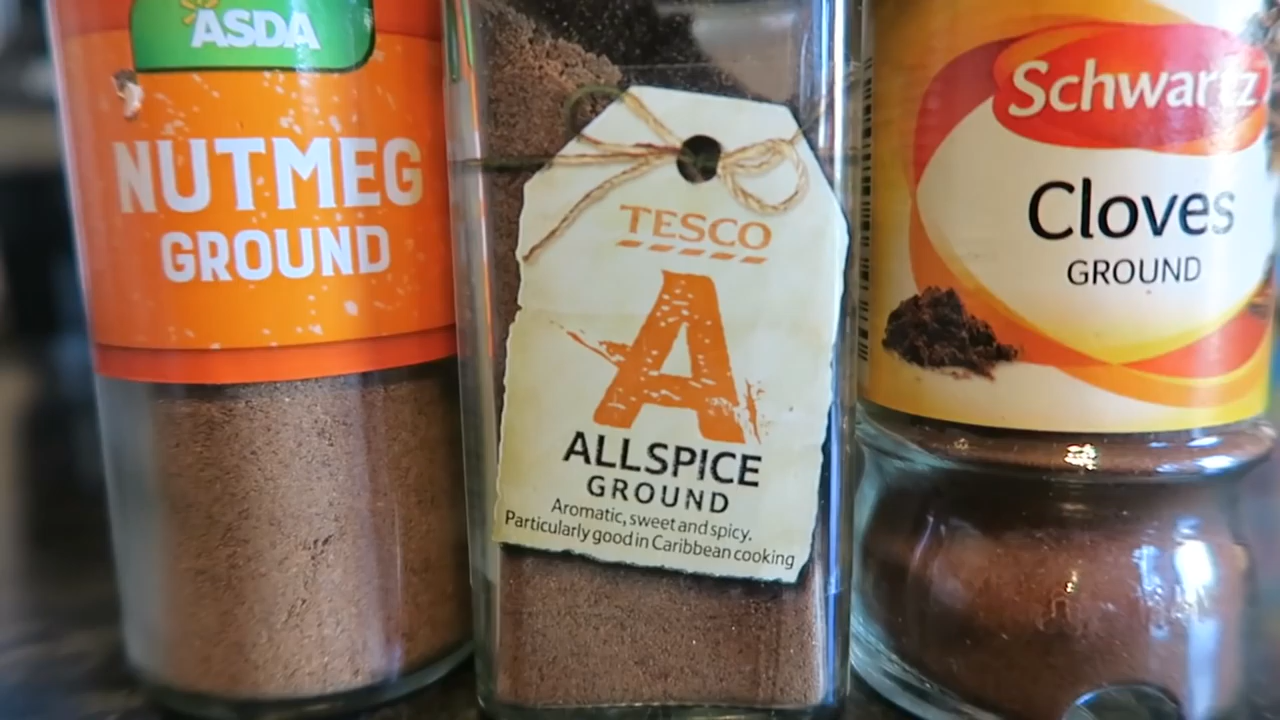 ASDA
NUTMEG
GROUND
TESCO
A
ALLSPICE
GROUND
Aromatic, sweet and spicy.
Particularly good in Caribbean cooking
Schwartz
Cloves
GROUND